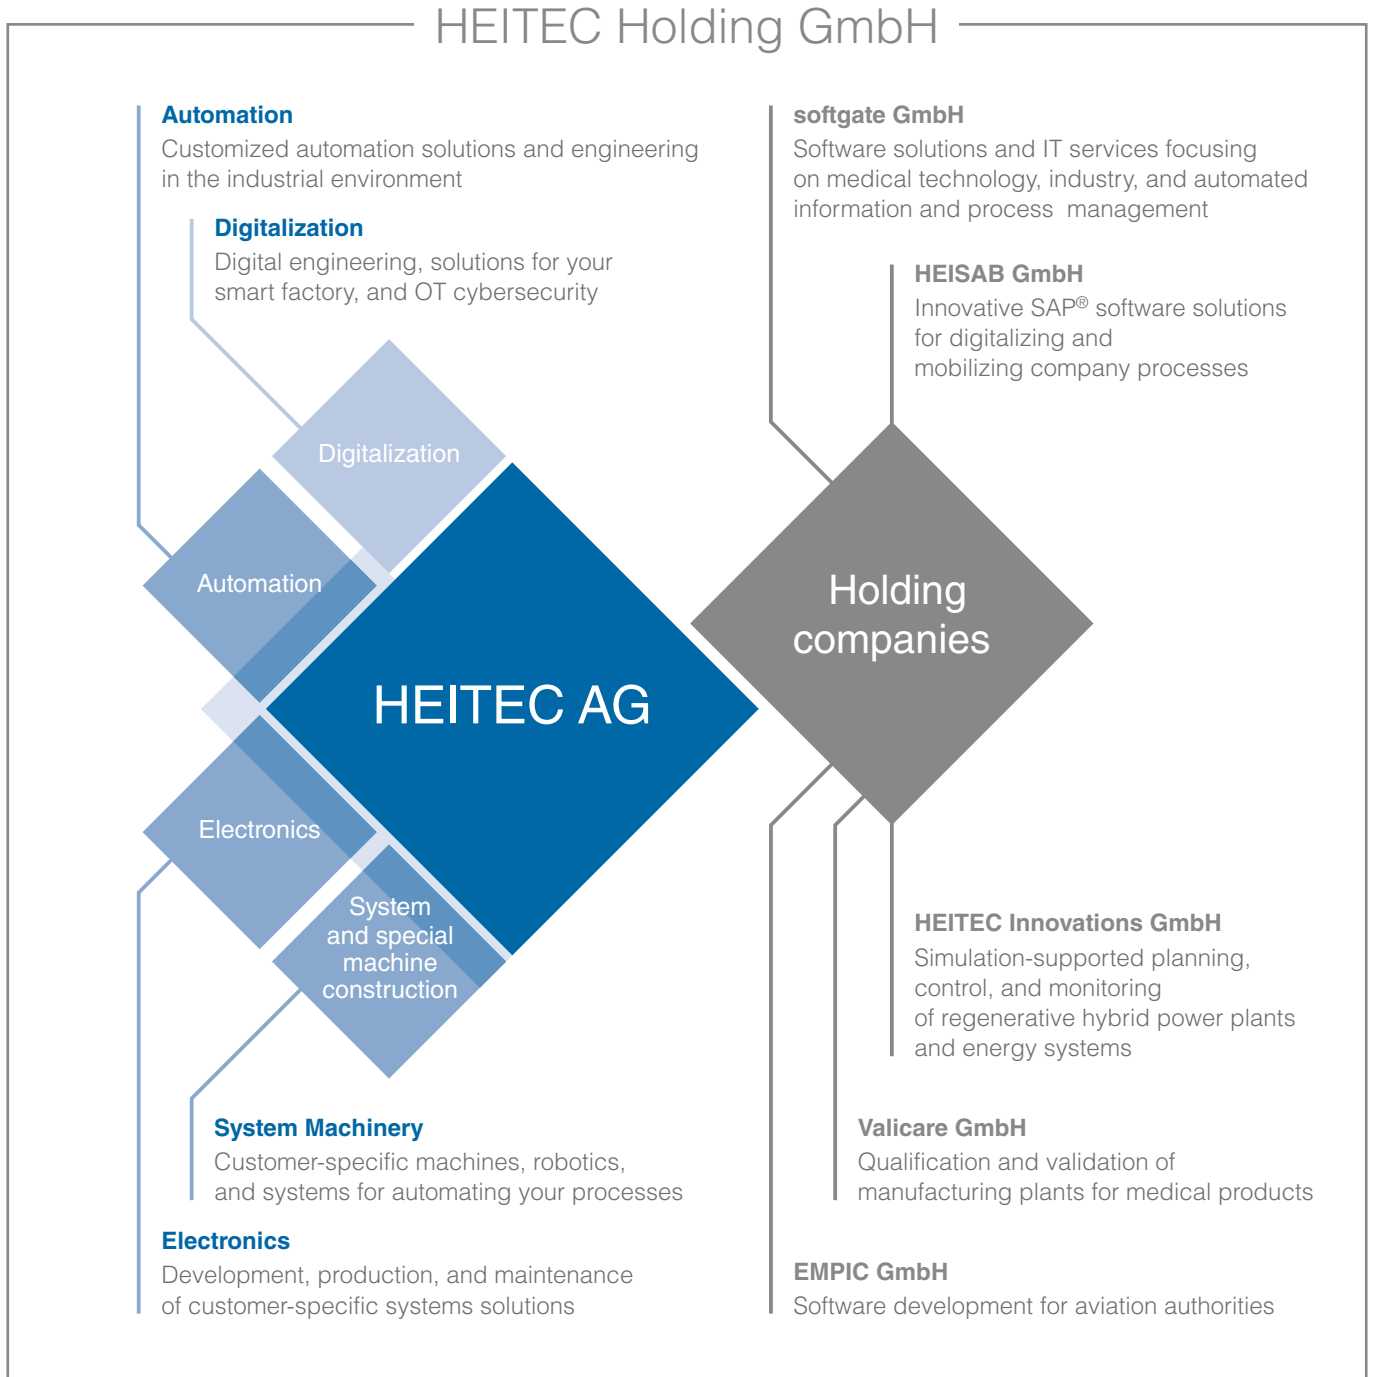 HEITEC Holding GmbH
Automation
Customized automation solutions and engineering
in the industrial environment
Digitalization
Digital engineering, solutions for your
smart factory, and OT cybersecurity
softgate GmbH
Software solutions and IT services focusing
on medical technology, industry, and automated
information and process management
HEISAB GmbH
Innovative SAP® software solutions
for digitalizing and
mobilizing company processes
Digitalization
Automation
HEITEC AG
Electronics
System
and special
machine
construction
Holding
companies
System Machinery
Customer-specific machines, robotics,
and systems for automating your processes
Electronics
Development, production, and maintenance
of customer-specific systems solutions
HEITEC Innovations GmbH
Simulation-supported planning,
control, and monitoring
of regenerative hybrid power plants
and energy systems
Valicare GmbH
Qualification and validation of
manufacturing plants for medical products
EMPIC GmbH
Software development for aviation authorities